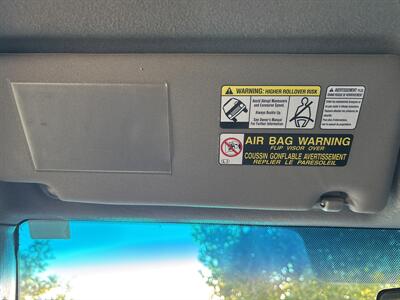 WARNING: HIGHER ROLLOVER RISK
Avoid Abrupt Maneuvers
and Excessive Speed.
Always Buckle Up.
See Owner's Manual
For Further Information.
AVERTISSEMENT
AIR BAG WARNING
FLIP VISOR OVER
COUSSIN GONFLABLE AVERTISSEMENT
REPLIER LE PARESOLEIL